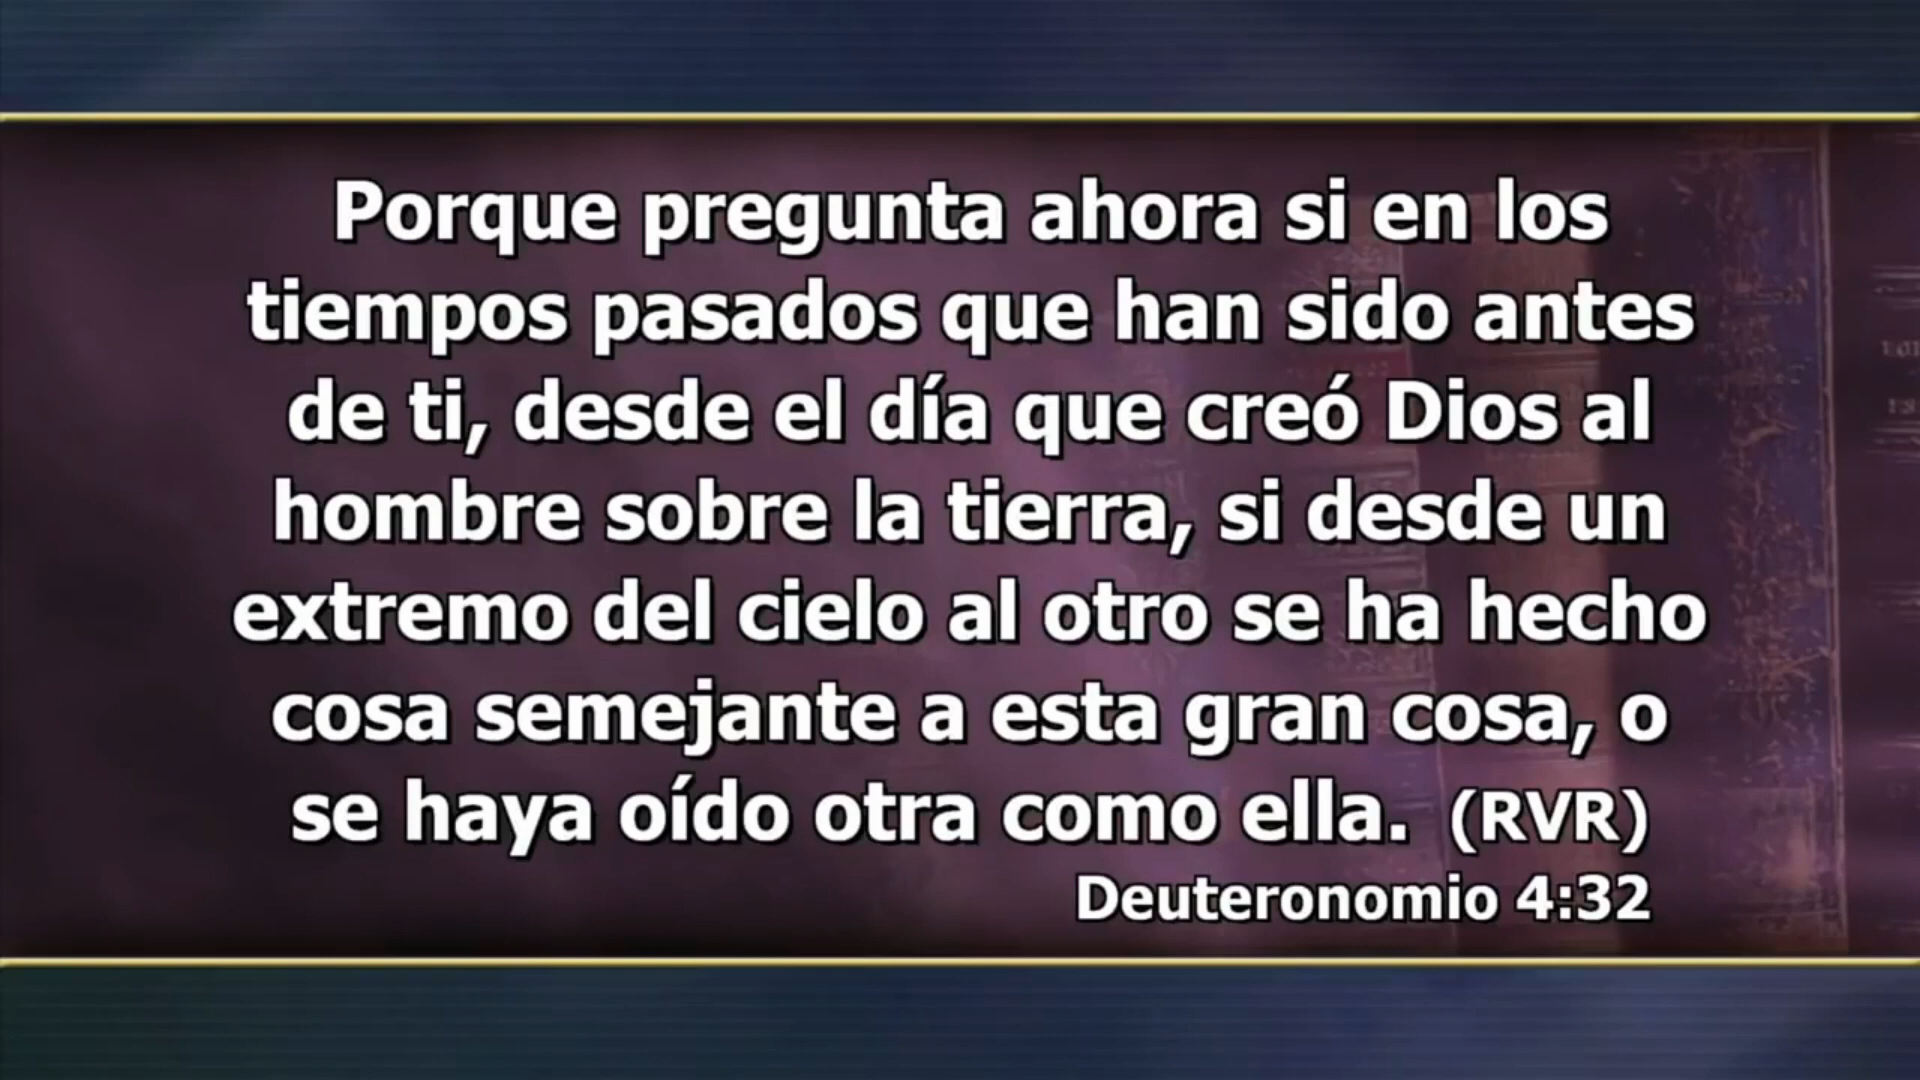 Porque pregunta ahora si en los
tiempos pasados que han sido antes
de ti, desde el día que creó Dios al
hombre sobre la tierra, si desde un
extremo del cielo al otro se ha hecho
cosa semejante a esta gran cosa, o
se haya oído otra como ella. (RVR)
Deuteronomio 4:32